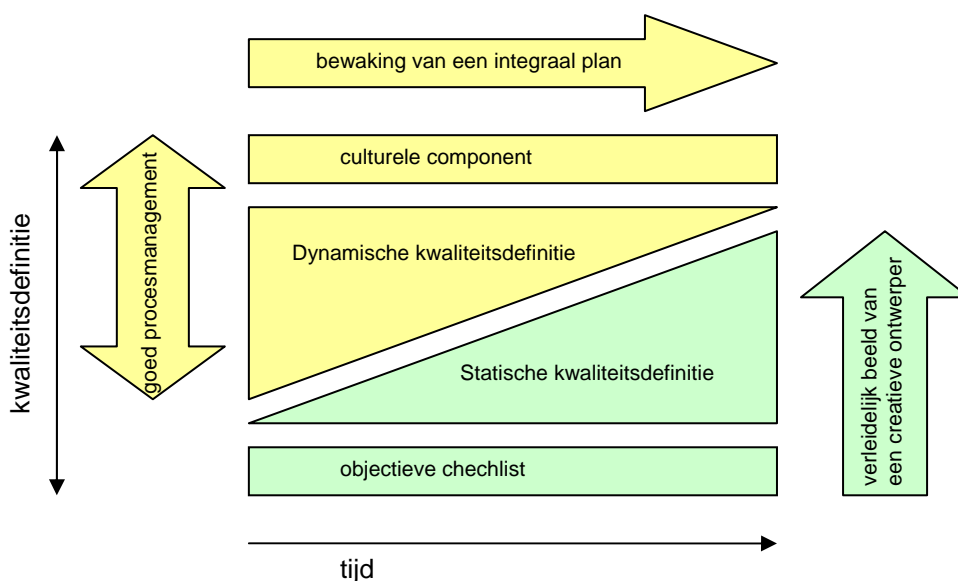 bewaking van een integraal plan
culturele component
kwaliteitsdefinitie
goed procesmanagement
Dynamische kwaliteitsdefinitie
Statische kwaliteitsdefinitie
verleidelijk beeld van
een creatieve ontwerper
objectieve chechlist
tijd